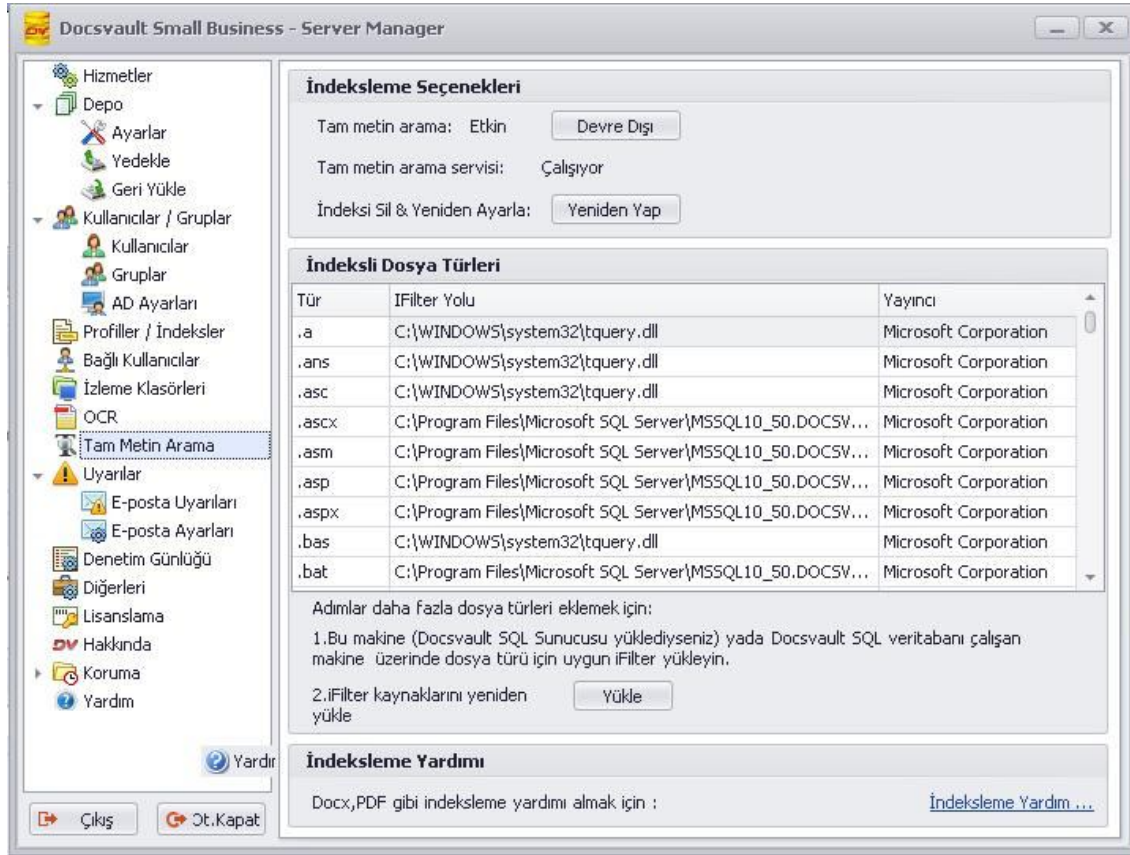 Docsvault Small Business - Server Manager
Hizmetler
Depo
Ayarlar
Yedekle
Geri Yükle
Kullanıcılar / Gruplar
Kullanıcılar
Gruplar
AD Ayarları
Profiller / İndeksler
Bağlı Kullanıcılar
İzleme Klasörleri
OCR
Tam Metin Arama
Uyarılar
E-posta Uyarıları
E-posta Ayarları
Denetim Günlüğü
Diğerleri
Lisanslama
DV Hakkında
Koruma
Yardım
Çıkış
İndeksleme Seçenekleri
Tam metin arama: Etkin Devre Dışı
Tam metin arama servisi: Çalışıyor
İndeksi Sil & Yeniden Ayarla: Yeniden Yap
İndeksli Dosya Türleri
Tür IFilter Yolu Yayıncı
.a C:\WINDOWS\system32\tquery.dll Microsoft Corporation
.ans C:\WINDOWS\system32\tquery.dll Microsoft Corporation
.asc C:\WINDOWS\system32\tquery.dll Microsoft Corporation
.ascx C:\Program Files\Microsoft SQL Server\MSSQL10_50.DOCSV... Microsoft Corporation
.asm C:\Program Files\Microsoft SQL Server\MSSQL10_50.DOCSV... Microsoft Corporation
.asp C:\Program Files\Microsoft SQL Server\MSSQL10_50.DOCSV... Microsoft Corporation
.aspx C:\Program Files\Microsoft SQL Server\MSSQL10_50.DOCSV... Microsoft Corporation
.bas C:\WINDOWS\system32\tquery.dll Microsoft Corporation
.bat C:\Program Files\Microsoft SQL Server\MSSQL10_50.DOCSV... Microsoft Corporation
Adımlar daha fazla dosya türleri eklemek için:
1.Bu makine (Docsvault SQL Sunucusu yüklediyseniz) yada Docsvault SQL veritabanı çalışan
makine üzerinde dosya türü için uygun iFilter yükleyin.
2.iFilter kaynaklarını yeniden
yükle
Yükle
İndeksleme Yardımı
Docx,PDF gibi indeksleme yardımı almak için : İndeksleme Yardım ...